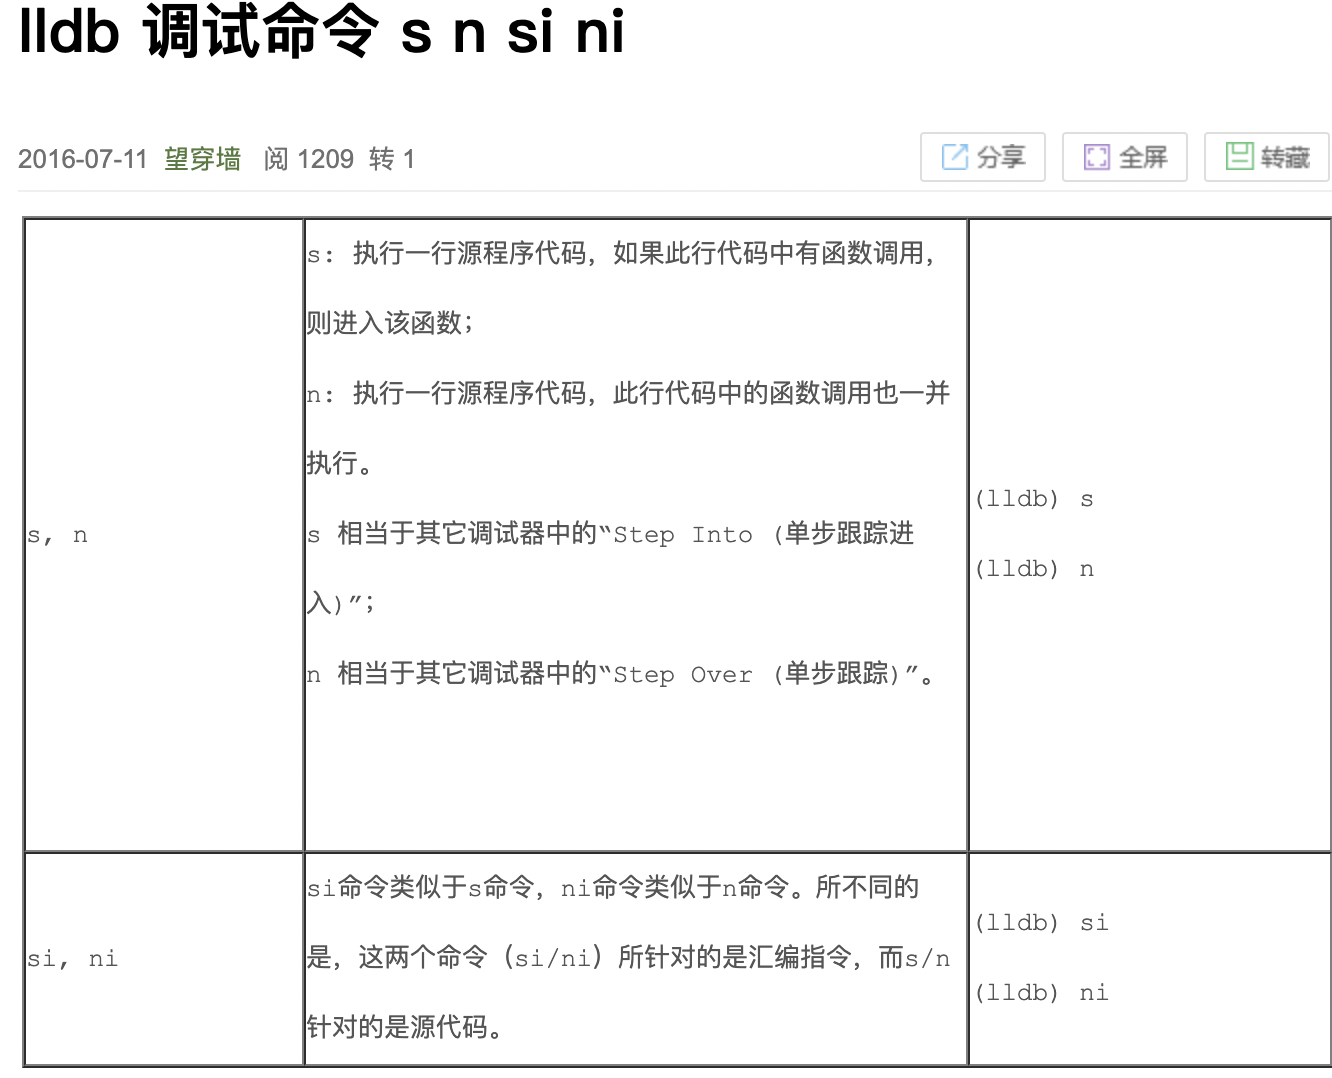 lldb 调试命令 s n si ni
2016-07-11 望穿墙 阅 1209 转 1
分享
全屏
转藏
s, n
s: 执行一行源程序代码，如果此行代码中有函数调用，
则进入该函数；
n: 执行一行源程序代码，此行代码中的函数调用也一并
执行。
s 相当于其它调试器中的“Step Into (单步跟踪进
入)”；
n 相当于其它调试器中的“Step Over (单步跟踪)”。
(lldb) s
(lldb) n
si, ni
si命令类似于s命令，ni命令类似于n命令。所不同的
是，这两个命令（si/ni）所针对的是汇编指令，而s/n
针对的是源代码。
(lldb) si
(lldb) ni